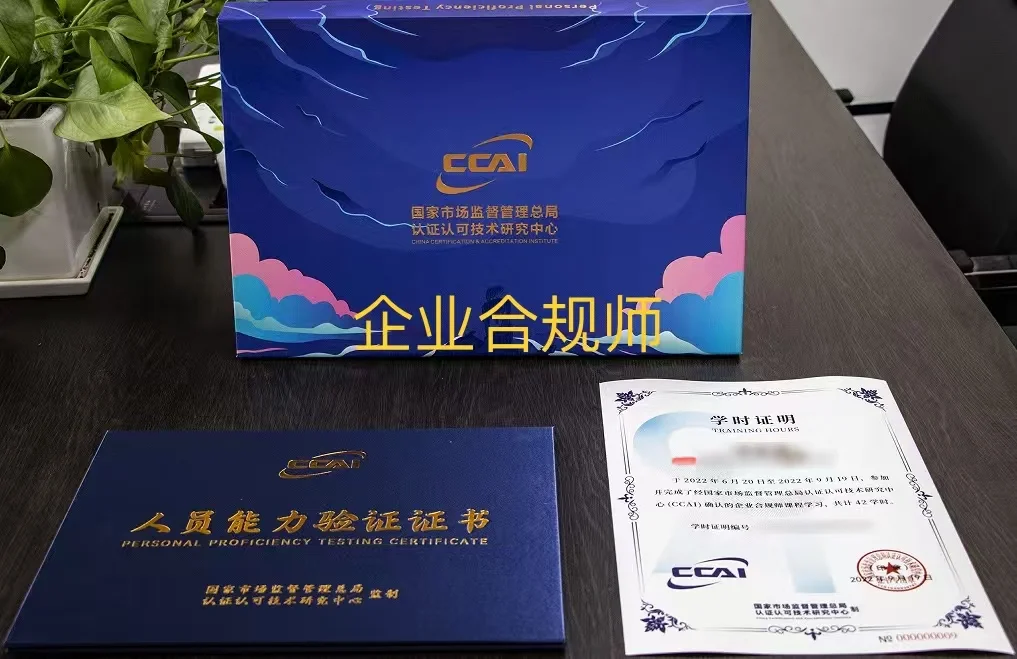 Personal Proficiency Testing)
CCAI
国家市场监督管理总局
认证认可技术研究中心
CHINA CERTIFICATION & ACCREDITATION INSTITUTE
企业合规师
CCAI
人员能力验证证书
PERSONAL PROFICIENCY TESTING CERTIFICATE
国家市场监督管理总局
认证认可技术研究中心 监制
学时证明
TRAINING HOURS
于 2022 年 6 月 20 日至 2022 年 9 月 19 日、参加
并完成了经国家市场监督管理总局认证认可技术研究中
心 (CCAI) 确认的企业合规师课程学习，共计 42 学时。
学时证明编号
CCAI
2022 年 9 月 19 日
国家市场监督管理总局
认证认可技术研究中心 制
№ 000000009